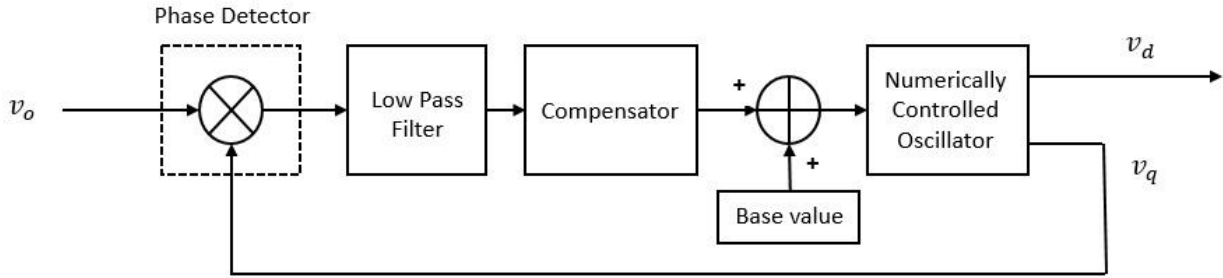 Phase Detector
v_o
Low Pass
Filter
Compensator
+
+
Base value
Numerically
Controlled
Oscillator
v_d
v_q